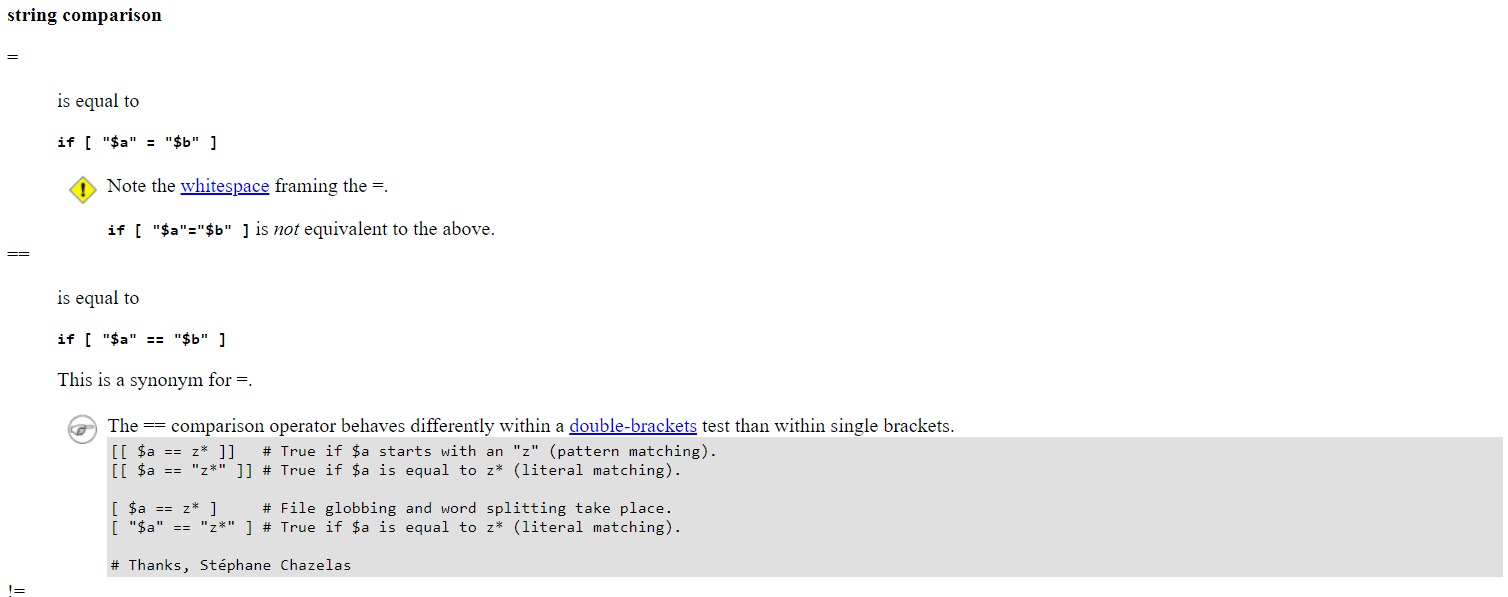 string comparison
=
is equal to
if [ "$a" = "$b" ]
Note the whitespace framing the =.
if [ "$a"="$b" ] is not equivalent to the above.
==
is equal to
if [ "$a" == "$b" ]
This is a synonym for =.
The == comparison operator behaves differently within a double-brackets test than within single brackets.
[[ $a == z* ]]   # True if $a starts with an "z" (pattern matching).
[[ $a == "z*" ]] # True if $a is equal to z* (literal matching).
[ $a == z* ]     # File globbing and word splitting take place.
[ "$a" == "z*" ] # True if $a is equal to z* (literal matching).
# Thanks, Stéphane Chazelas
!=